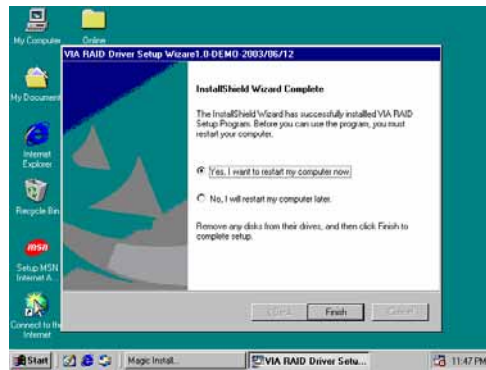 My Computer
Online
VIA RAID Driver Setup Wizare1.0-DEMO-2003/06/12
My Document
InstallShield Wizard Complete
The InstallShield Wizard has successfully installed VIA RAID
Setup Program. Before you can use the program, you must
restart your computer.
Internet
Explorer
Yes, I want to restart my computer now.
No, I will restart my computer later.
Recycle Bin
Remove any disks from their drives, and then click Finish to
complete setup.
msn
Setup MSN
Internet A...
< Back
Finish
Cancel
Connect to the
Internet
Start
Magic Install...
VIA RAID Driver Setu...
11:47 PM